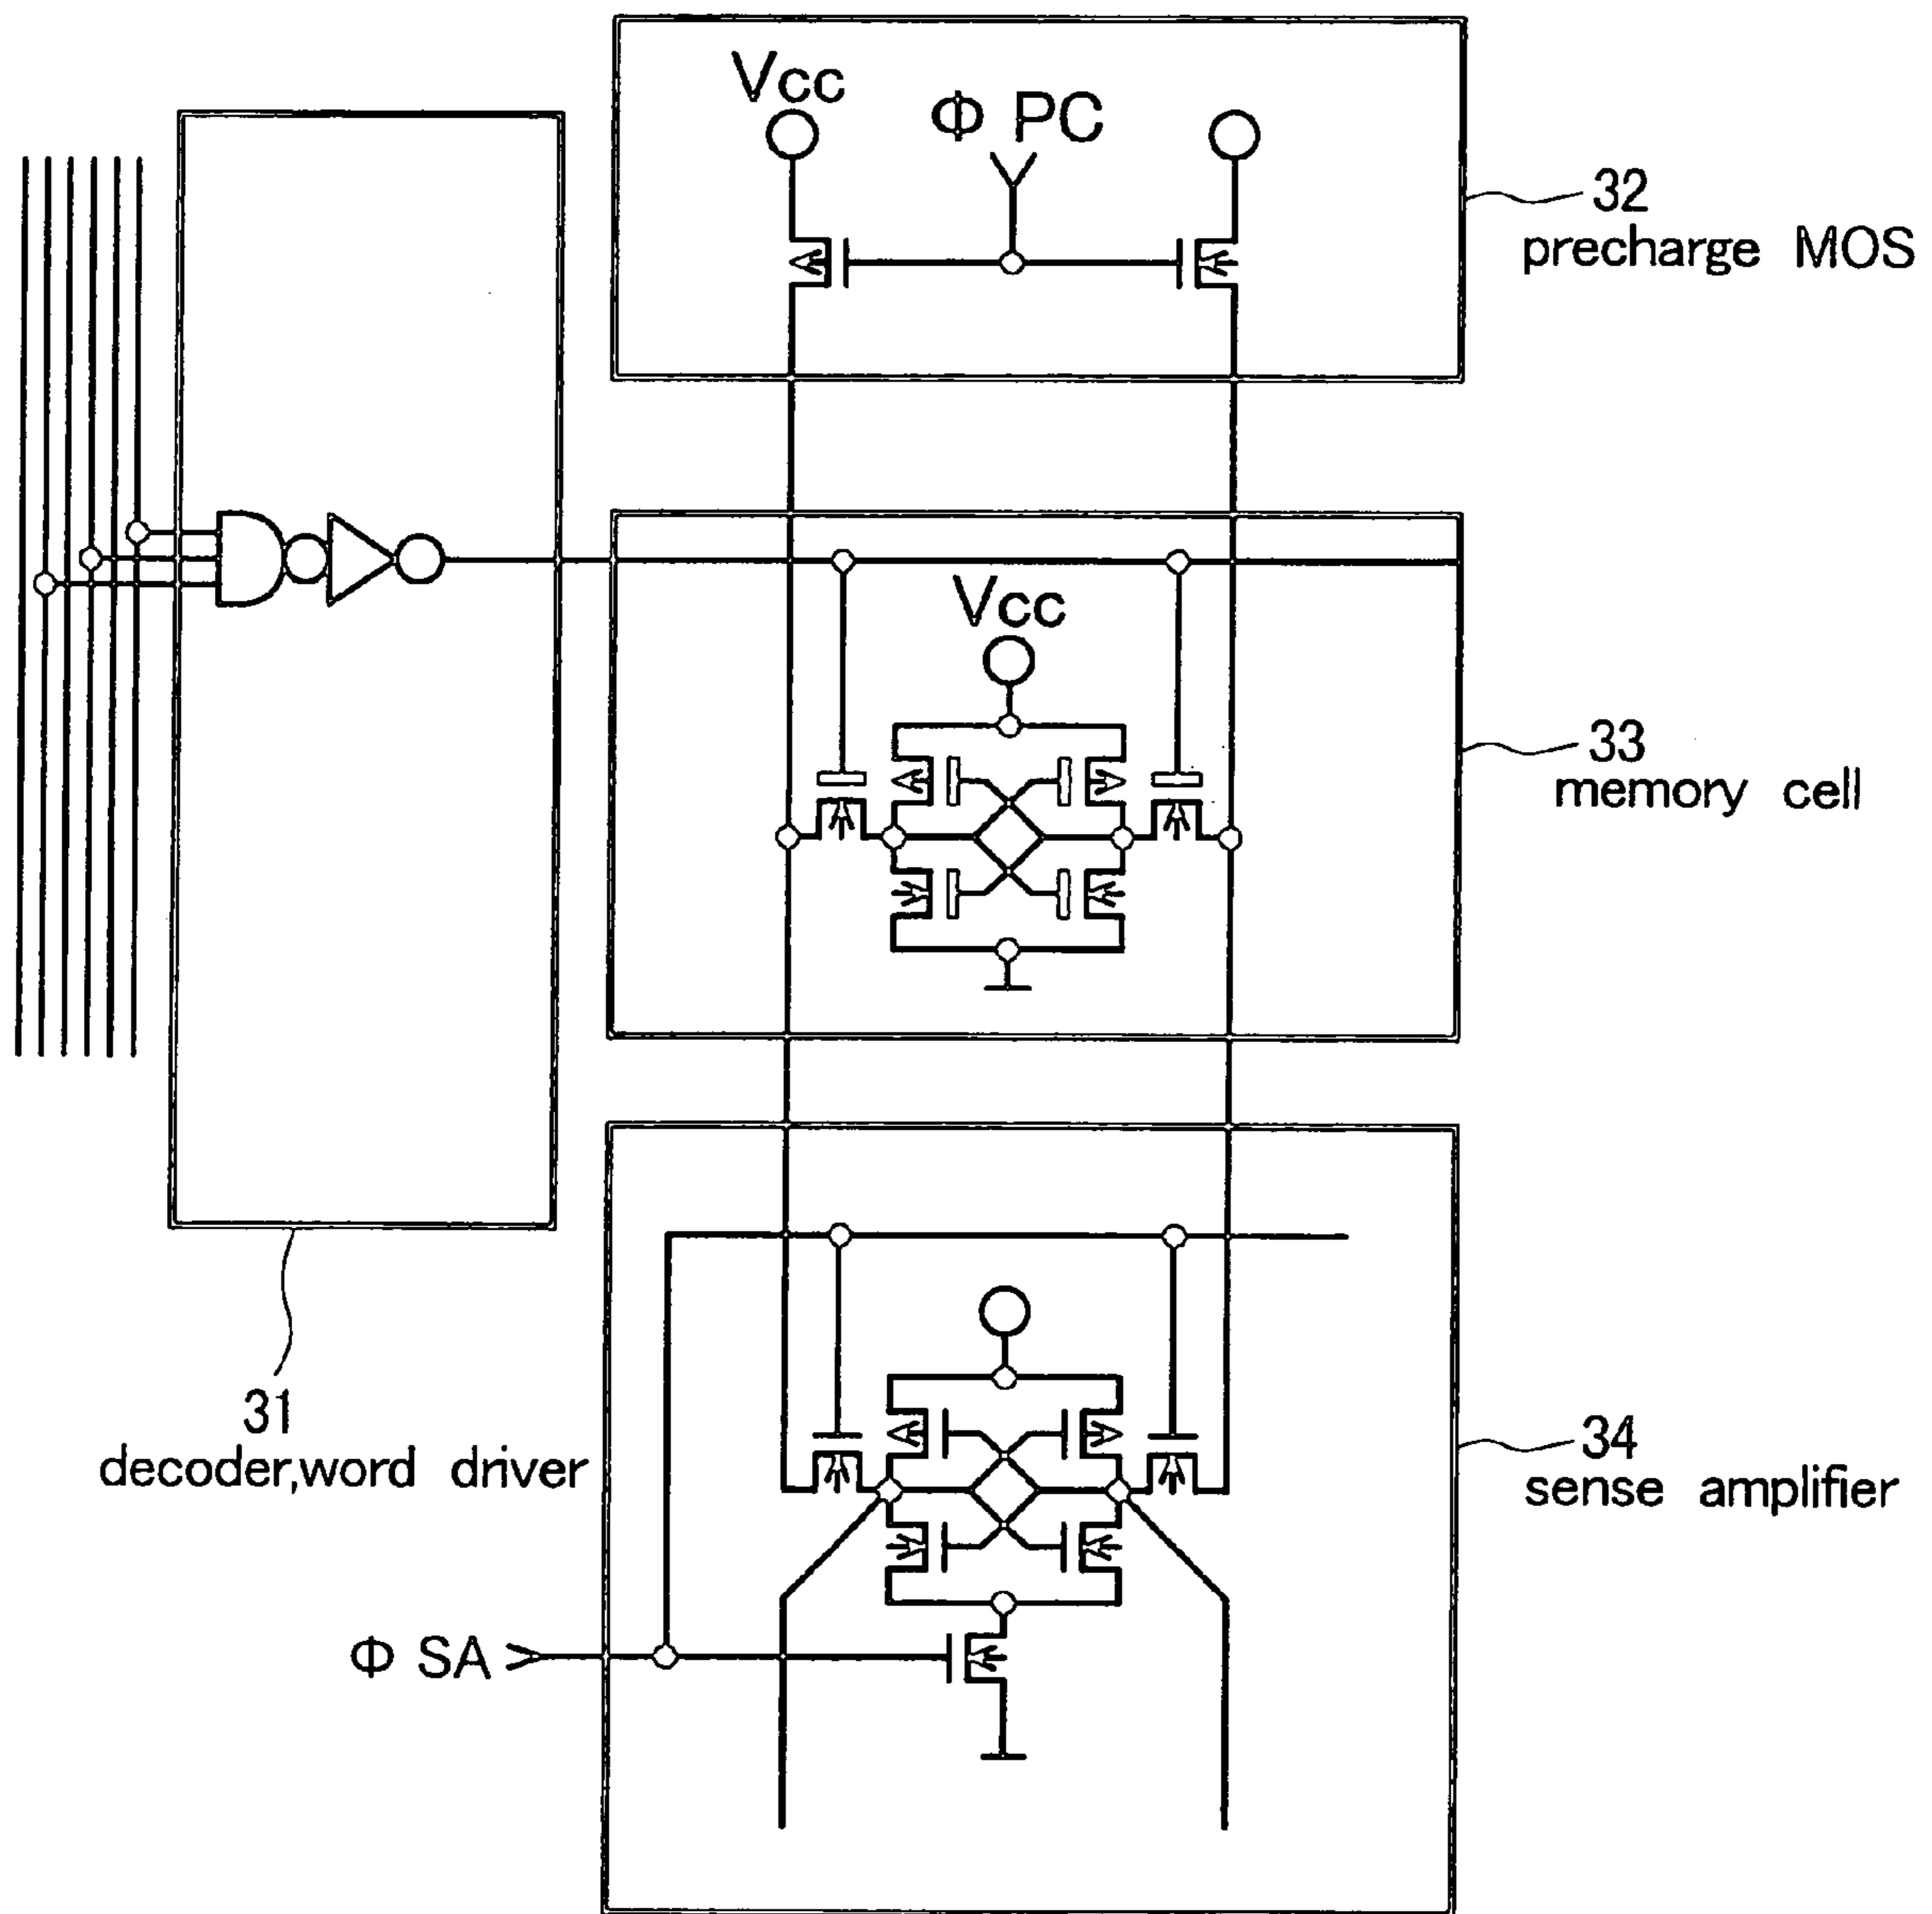 Vcc
Φ PC
32
precharge MOS
Vcc
33
memory cell
31
decoder,word driver
34
sense amplifier
Φ SA